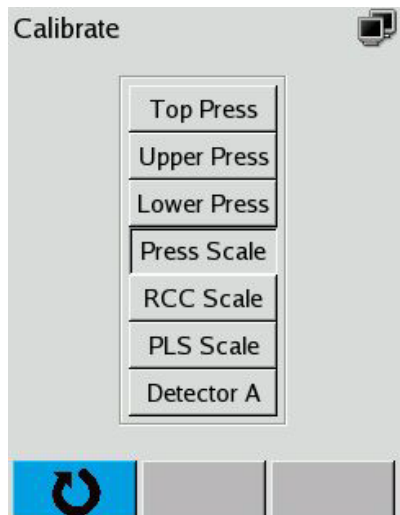 Calibrate
Top Press
Upper Press
Lower Press
Press Scale
RCC Scale
PLS Scale
Detector A